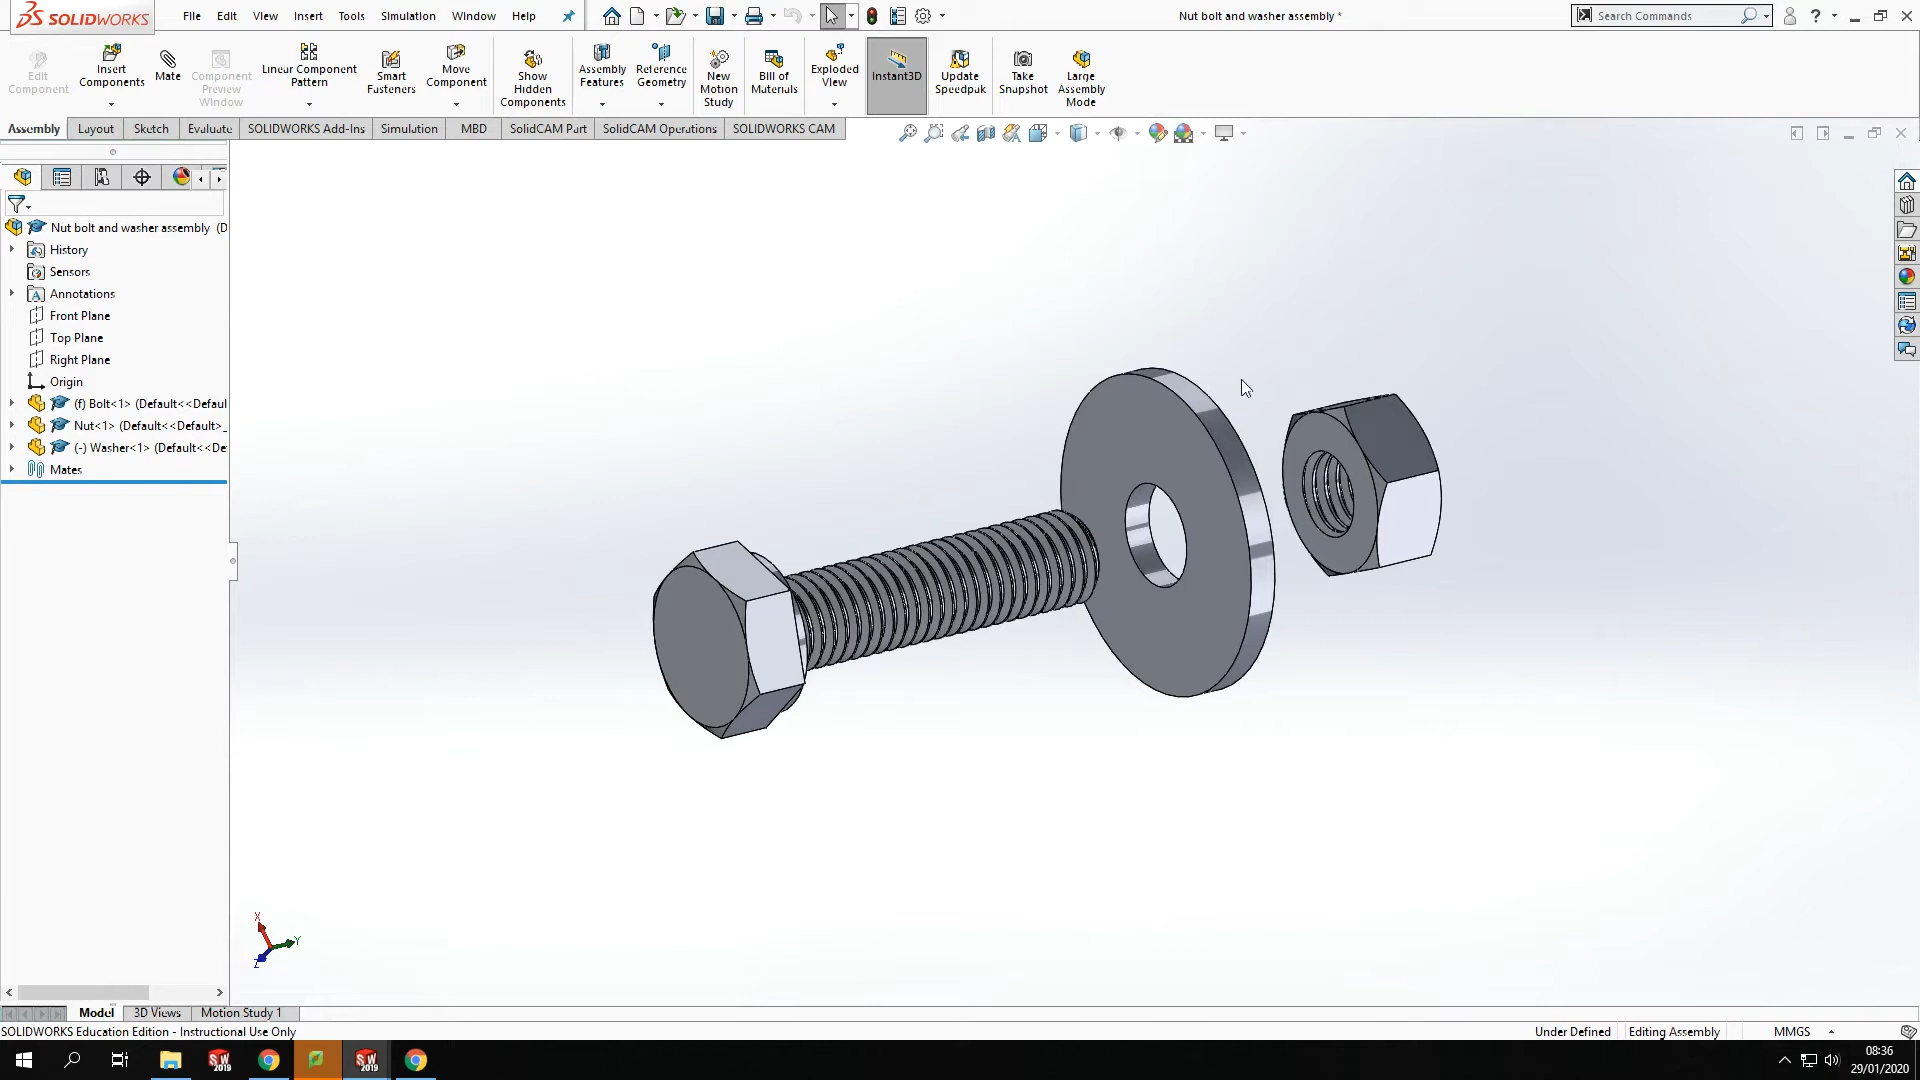 SOLIDWORKS File Edit View Insert Tools Simulation Window Help Nut bolt and washer assembly * Search Commands ?
Edit Component
Insert Components
Mate
Component Preview Window
Linear Component Pattern
Smart Fasteners
Move Component
Show Hidden Components
Assembly Features
Reference Geometry
New Motion Study
Bill of Materials
Exploded View
Instant3D
Update Speedpak
Take Snapshot
Large Assembly Mode
Assembly Layout Sketch Evaluate SOLIDWORKS Add-Ins Simulation MBD SolidCAM Part SolidCAM Operations SOLIDWORKS CAM
Nut bolt and washer assembly (D
History
Sensors
A Annotations
Front Plane
Top Plane
Right Plane
Origin
(f) Bolt<1> (Default<<Defaul
Nut<1> (Default<<Default>_
(-) Washer<1> (Default<<De
Mates
X
Y
Z
Model 3D Views Motion Study 1
SOLIDWORKS Education Edition - Instructional Use Only Under Defined Editing Assembly MMGS
SW 2019 SW 2019 08:36
29/01/2020